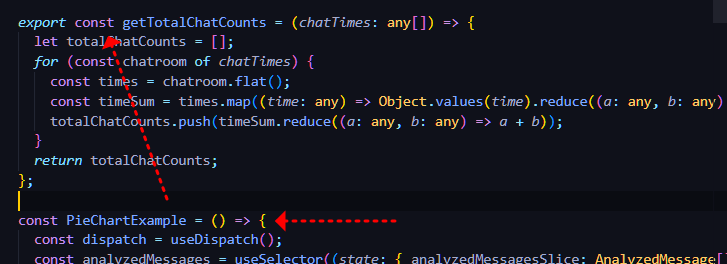 export const getTotalChatCounts = (chatTimes: any[]) => {
let totalChatCounts = [];
for (const chatroom of chatTimes) {
const times = chatroom.flat();
const timeSum = times.map((time: any) => Object.values(time).reduce((a: any, b: any)
totalChatCounts.push(timeSum.reduce((a: any, b: any) => a + b));
}
return totalChatCounts;
};
const PieChartExample = () => {
const dispatch = useDispatch();
const analyzedMessages = useSelector((state: { analyzedMessagesSlice: AnalyzedMessage[